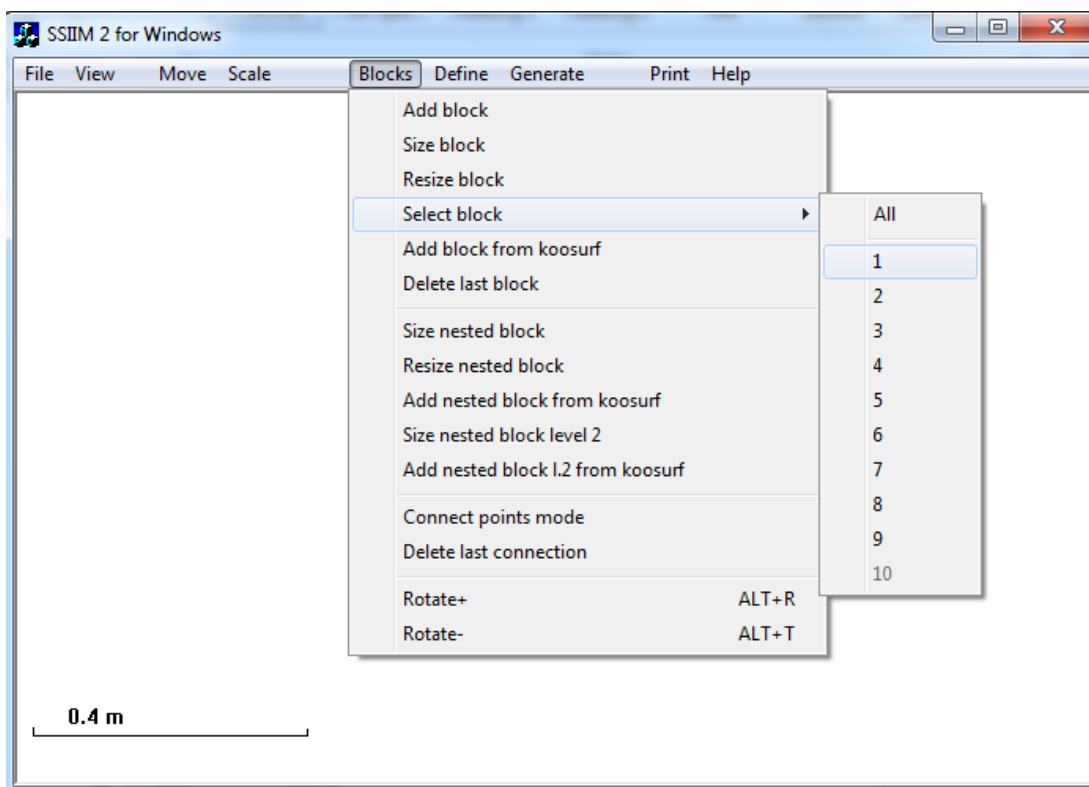 SSIIM 2 for Windows
File View Move Scale Blocks Define Generate Print Help
Add block
Size block
Resize block
Select block
Add block from koosurf
Delete last block
Size nested block
Resize nested block
Add nested block from koosurf
Size nested block level 2
Add nested block l.2 from koosurf
Connect points mode
Delete last connection
Rotate+ ALT+R
Rotate- ALT+T
All
1
2
3
4
5
6
7
8
9
10
0.4 m